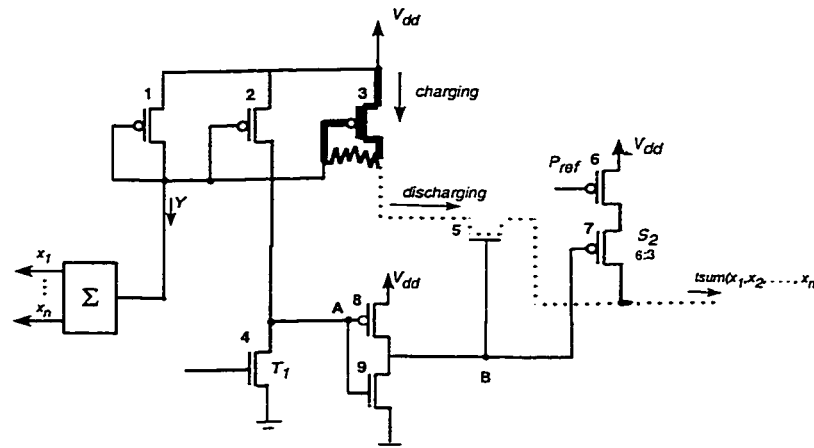 Vdd
1
2
3
charging
Pref
6
Vdd
Y
discharging
5
7
S2
6:3
x1
xn
Σ
Vdd
tsum(x1,x2,....,xn
A
8
4
T1
9
B